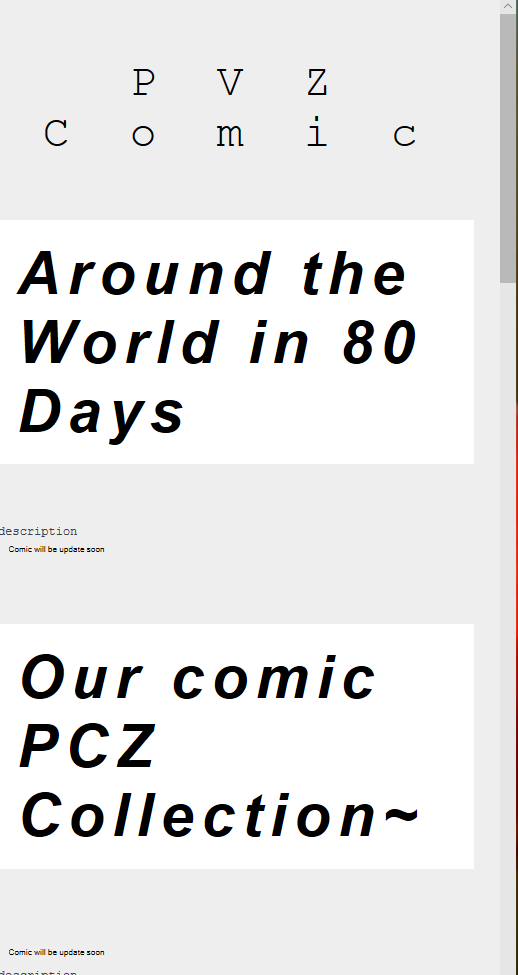 P V Z
C o m i c
Around the
World in 80
Days
description
Comic will be update soon
Our comic
PCZ
Collection~
Comic will be update soon
description